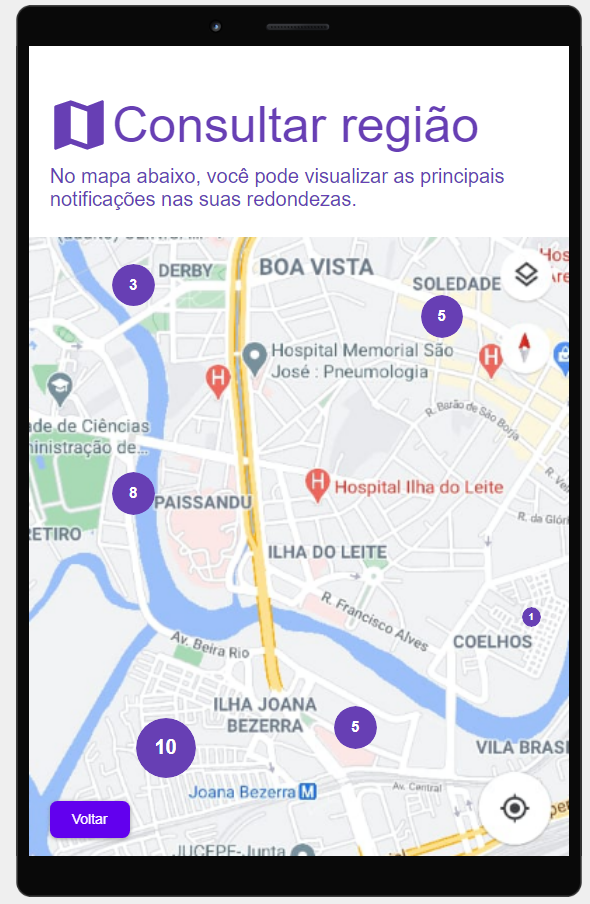 Consultar região
No mapa abaixo, você pode visualizar as principais
notificações nas suas redondezas.
3
DERBY
BOA VISTA
SOLEDADE
5
Hospital Memorial São
José : Pneumologia
H
H
R. Barão de São Borja
ade de Ciências
ministração de...
8
PAISSANDU
H
Hospital Ilha do Leite
R. da Glóri
ETIRO
ILHA DO LEITE
R. Francisco Alves
1
COELHOS
Av. Beira Rio
ILHA JOANA
BEZERRA
5
10
VILA BRASI
Joana Bezerra M
Av. Central
Voltar
JUCEPE-Junta